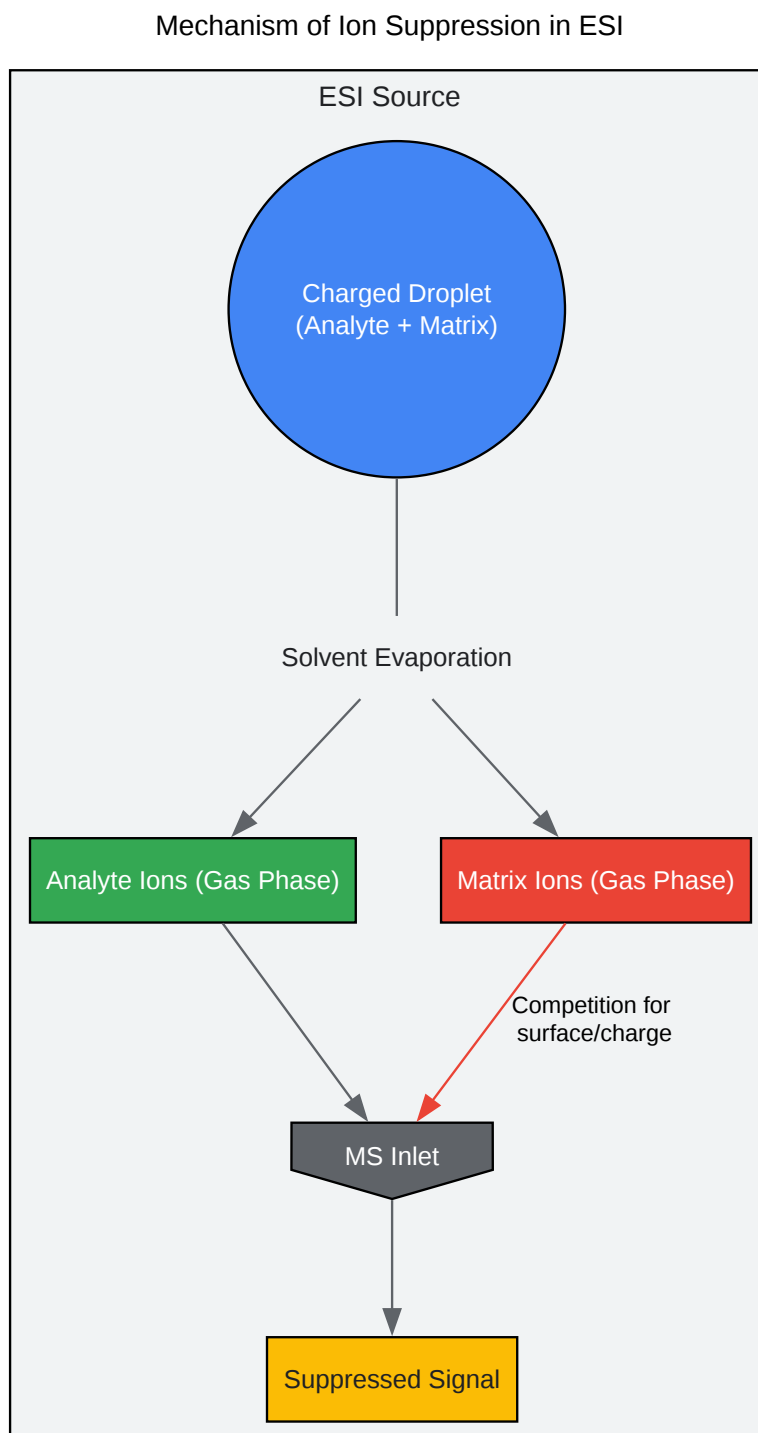 Mechanism of Ion Suppression in ESI
ESI Source
Charged Droplet
(Analyte + Matrix)
Solvent Evaporation
Analyte Ions (Gas Phase)
Matrix Ions (Gas Phase)
Competition for
surface/charge
MS Inlet
Suppressed Signal